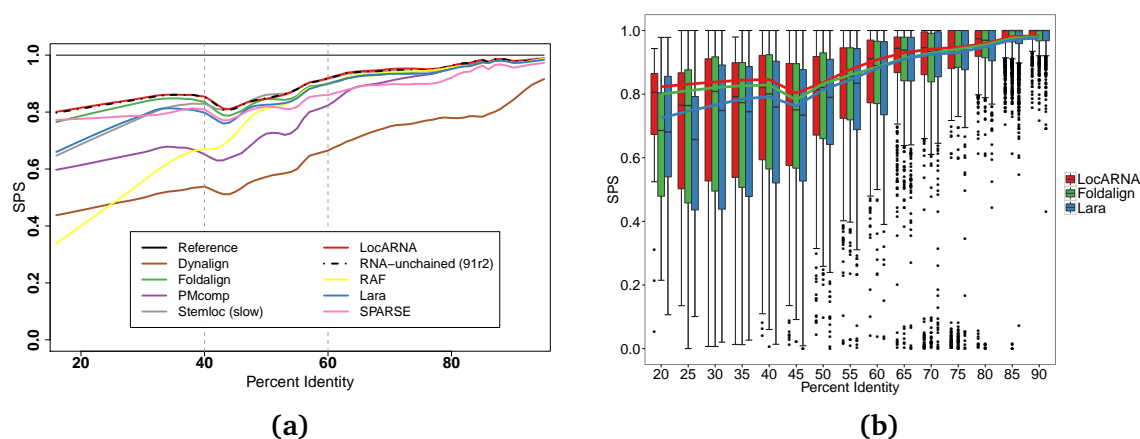 SPS
1.0
0.8
0.6
0.4
0.2
0.0
Reference
Dynalign
Foldalign
PMcomp
Stemloc (slow)
LocARNA
RNA−unchained (91r2)
RAF
Lara
SPARSE
20 40 60 80
Percent Identity
(a)
SPS
1.0
0.8
0.6
0.4
0.2
0.0
20 25 30 35 40 45 50 55 60 65 70 75 80 85 90
Percent Identity
LocARNA
Foldalign
Lara
(b)